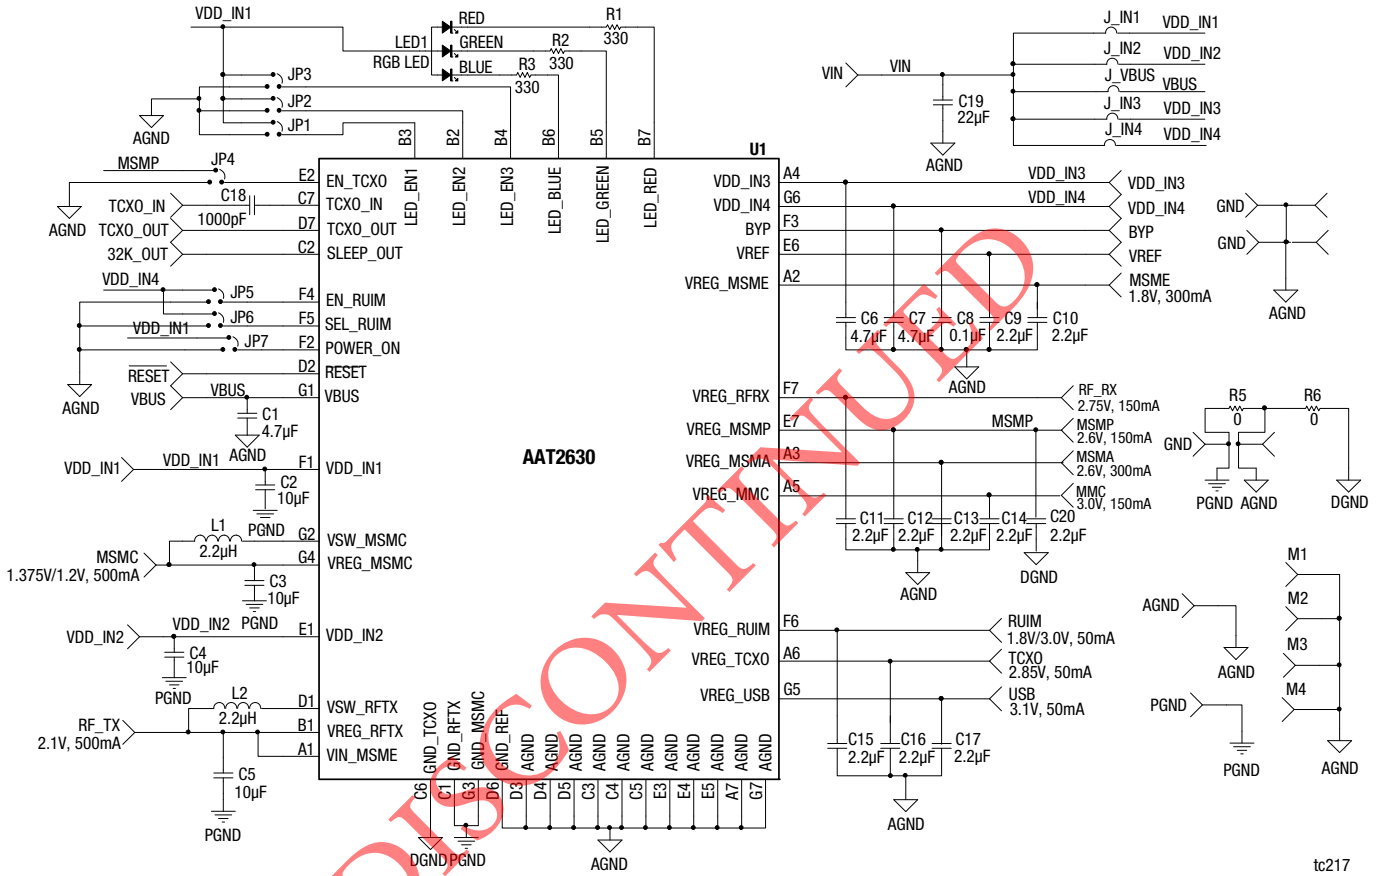 VDD_IN1
LED1
RGB LED
RED
GREEN
BLUE
R1
330
R2
330
R3
330
JP3
JP2
JP1
AGND
B3
B2
B4
B6
B5
B7
LED_EN1
LED_EN2
LED_EN3
LED_BLUE
LED_GREEN
LED_RED
VIN
VIN
C19
22µF
AGND
J_IN1
VDD_IN1
J_IN2
VDD_IN2
J_VBUS
VBUS
J_IN3
VDD_IN3
J_IN4
VDD_IN4
U1
AAT2630
MSMP
JP4
AGND
E2
EN_TCXO
TCXO_IN
C18
1000pF
C7
TCXO_IN
TCXO_OUT
D7
TCXO_OUT
32K_OUT
C2
SLEEP_OUT
VDD_IN4
JP5
F4
EN_RUIM
JP6
F5
SEL_RUIM
VDD_IN1
JP7
F2
POWER_ON
AGND
RESET
D2
RESET
VBUS
VBUS
G1
VBUS
C1
4.7µF
AGND
VDD_IN1
VDD_IN1
F1
VDD_IN1
C2
10µF
PGND
L1
2.2µH
G2
VSW_MSMC
MSMC
1.375V/1.2V, 500mA
G4
VREG_MSMC
C3
10µF
PGND
VDD_IN2
VDD_IN2
E1
VDD_IN2
C4
10µF
PGND
L2
2.2µH
D1
VSW_RFTX
RF_TX
2.1V, 500mA
B1
VREG_RFTX
A1
VIN_MSME
C5
10µF
PGND
GND_TCXO
GND_RFTX
GND_MSMC
GND_REF
AGND
AGND
AGND
AGND
AGND
AGND
AGND
AGND
AGND
AGND
AGND
C6
C1
G3
D6
D3
D4
D5
C3
C4
C5
E3
E4
E5
A7
G7
DGND
PGND
AGND
VDD_IN3
A4
VDD_IN3
VDD_IN3
VDD_IN4
G6
VDD_IN4
VDD_IN4
BYP
F3
BYP
VREF
E6
VREF
VREG_MSME
A2
MSME
1.8V, 300mA
C6
4.7µF
C7
4.7µF
C8
0.1µF
C9
2.2µF
C10
2.2µF
AGND
VREG_RFRX
F7
RF_RX
2.75V, 150mA
VREG_MSMP
E7
MSMP
MSMP
2.6V, 150mA
VREG_MSMA
A3
MSMA
2.6V, 300mA
VREG_MMC
A5
MMC
3.0V, 150mA
C11
2.2µF
C12
2.2µF
C13
2.2µF
C14
2.2µF
C20
2.2µF
AGND
DGND
VREG_RUIM
F6
RUIM
1.8V/3.0V, 50mA
VREG_TCXO
A6
TCXO
2.85V, 50mA
VREG_USB
G5
USB
3.1V, 50mA
C15
2.2µF
C16
2.2µF
C17
2.2µF
AGND
GND
GND
AGND
R5
0
R6
0
GND
PGND
AGND
DGND
AGND
AGND
PGND
PGND
M1
M2
M3
M4
AGND
DISCONTINUED
tc217